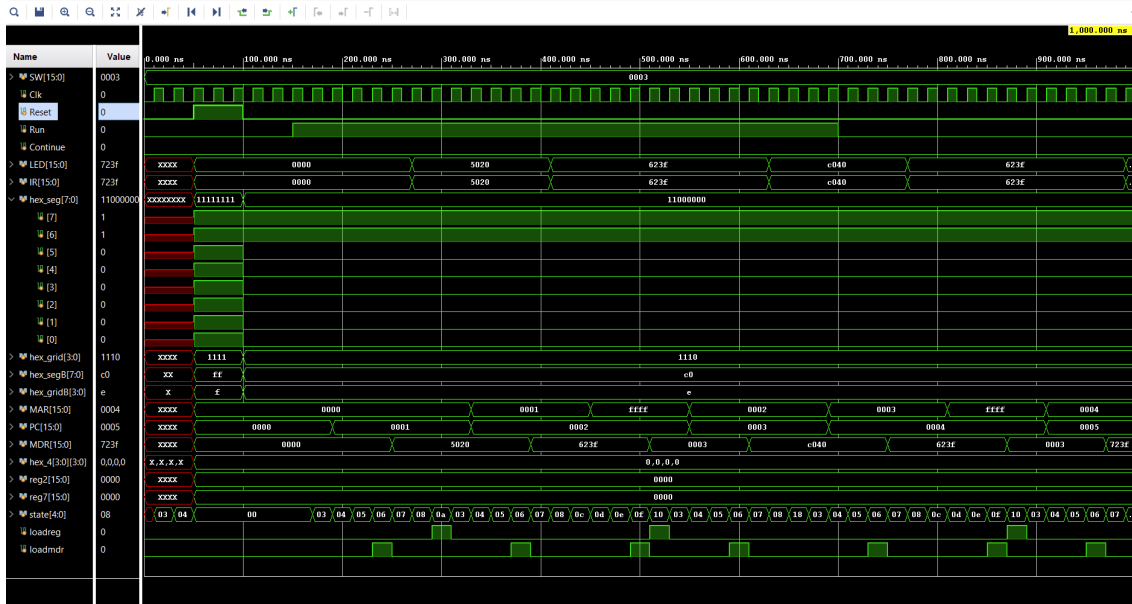 1,000.000 ns
Name Value 0.000 ns 100.000 ns 200.000 ns 300.000 ns 400.000 ns 500.000 ns 600.000 ns 700.000 ns 800.000 ns 900.000 ns
SW[15:0] 0003 0003
Clk 0
Reset 0
Run 0
Continue 0
LED[15:0] 723f XXXX 0000 5020 623f c040 623f
IR[15:0] 723f XXXX 0000 5020 623f c040 623f
hex_seg[7:0] 11000000 XXXXXXXX 11111111 11000000
[7] 1
[6] 1
[5] 0
[4] 0
[3] 0
[2] 0
[1] 0
[0] 0
hex_grid[3:0] 1110 XXXX 1111 1110
hex_segB[7:0] c0 XX ff c0
hex_gridB[3:0] e X f e
MAR[15:0] 0004 XXXX 0000 0001 ffff 0002 0003 ffff 0004
PC[15:0] 0005 XXXX 0000 0001 0002 0003 0004 0005
MDR[15:0] 723f XXXX 0000 5020 623f 0003 c040 623f 0003 723f
hex_4[3:0][3:0] 0,0,0,0 X,X,X,X 0,0,0,0
reg2[15:0] 0000 XXXX 0000
reg7[15:0] 0000 XXXX 0000
state[4:0] 08 03 04 00 03 04 05 06 07 08 0a 03 04 05 06 07 08 0c 0d 0e 0f 10 03 04 05 06 07 08 18 03 04 05 06 07 08 0c 0d 0e 0f 10 03 04 05 06 07
loadreg 0
loadmdr 0